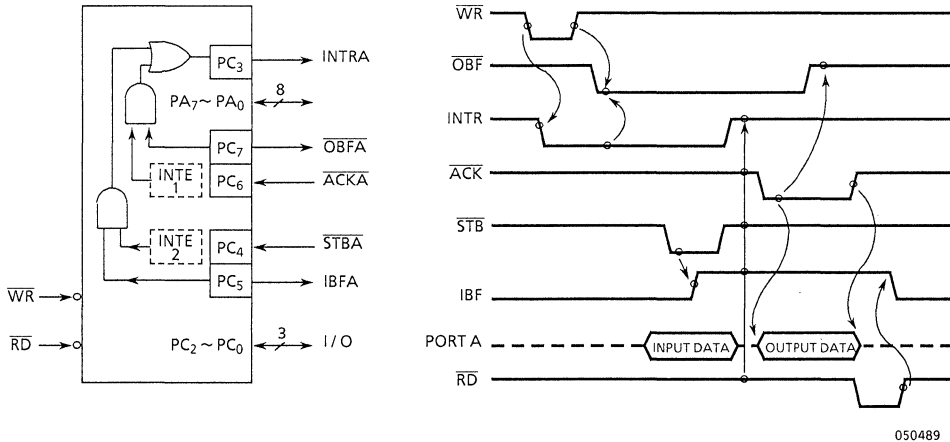 INTRA
PC3
8
PA7~PA0
PC7
OBFA
INTE
1
PC6
ACKA
INTE
2
PC4
STBA
PC5
IBFA
WR
RD
PC2~PC0
3
I/O
WR
OBF
INTR
ACK
STB
IBF
PORT A
INPUT DATA
OUTPUT DATA
RD
050489